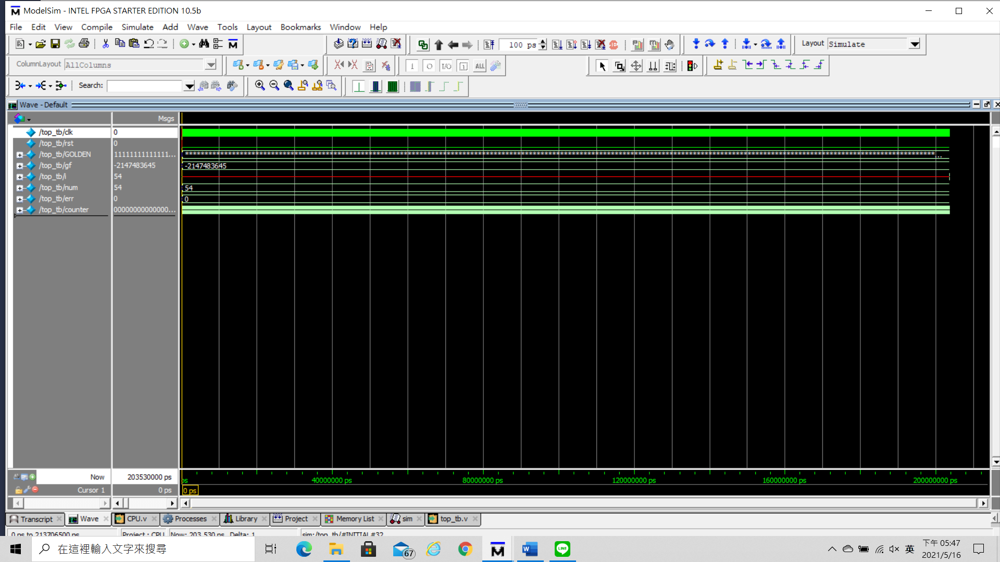 ModelSim - INTEL FPGA STARTER EDITION 10.5b
File Edit View Compile Simulate Add Wave Tools Layout Bookmarks Window Help
100 ps
Layout Simulate
ColumnLayout AllColumns
ALL
Search:
Wave - Default
Msgs
/top_tb/clk 0
/top_tb/rst 0
/top_tb/GOLDEN 11111111111111...
/top_tb/gf -2147483645 -2147483645
/top_tb/i 54
/top_tb/num 54 54
/top_tb/err 0 0
/top_tb/counter 00000000000000...
Now 203530000 ps
ps 40000000 ps 80000000 ps 120000000 ps 160000000 ps 200000000 ps
Cursor 1 0 ps 0 ps
Transcript Wave CPU.v Processes Library Project Memory List sim top_tb.v
0 ps to 213706500 ps Project : CPU Now: 203,530 ns Delta: 1 sim:/top_tb/#INITIAL#32
在這裡輸入文字來搜尋
67
LINE
英
下午 05:47
2021/5/16